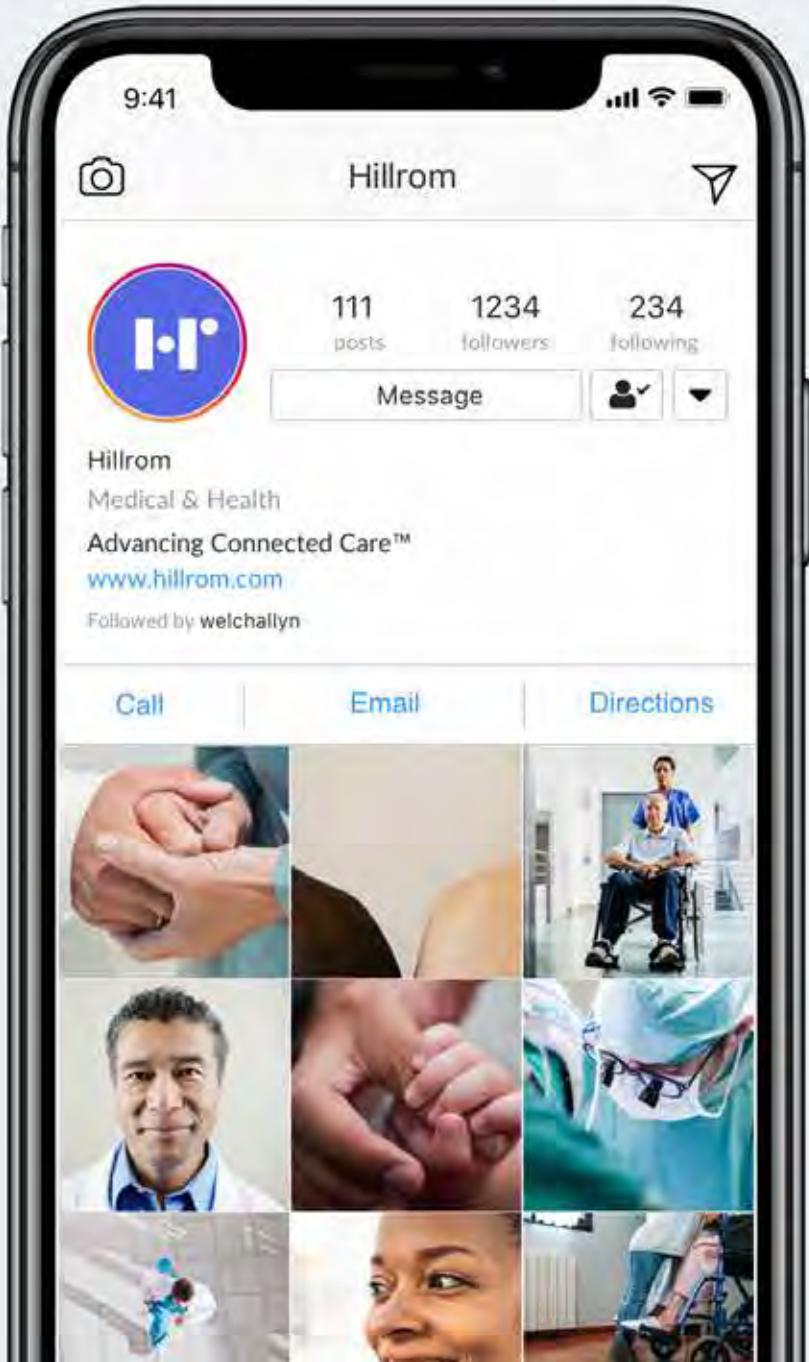 9:41
Hillrom
111 1234 234
posts followers following
Message
Hillrom
Medical & Health
Advancing Connected Care™
www.hillrom.com
Followed by welchallyn
Call Email Directions